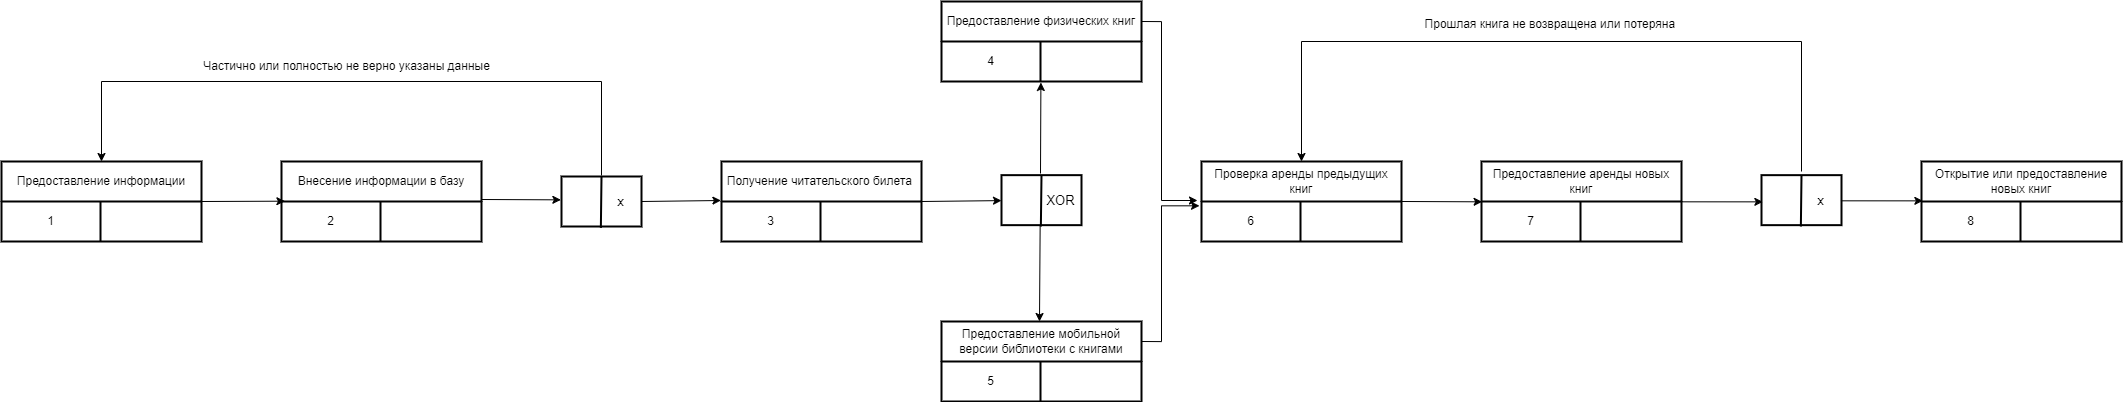 Предоставление физических книг
4
Прошлая книга не возвращена или потеряна
Частично или полностью не верно указаны данные
Предоставление информации
1
Внесение информации в базу
2
x
Получение читательского билета
3
XOR
Проверка аренды предыдущих
книг
6
Предоставление аренды новых
книг
7
x
Открытие или предоставление
новых книг
8
Предоставление мобильной
версии библиотеки с книгами
5